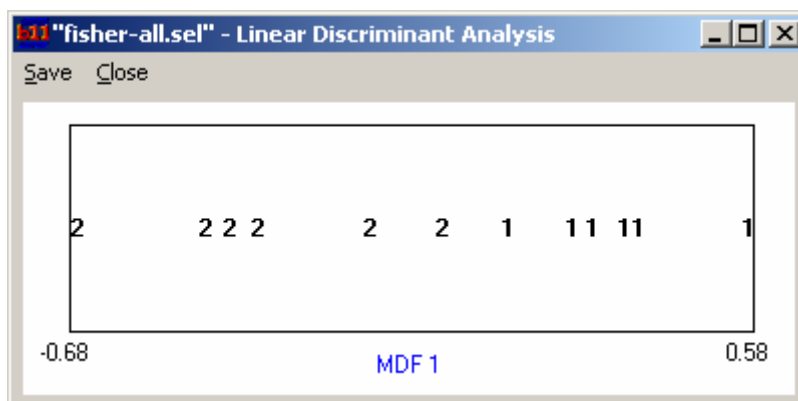 b11 "fisher-all.sel" - Linear Discriminant Analysis
Save Close
2 2 2 2 2 2 1 1 1 1 1 1
-0.68 MDF 1 0.58